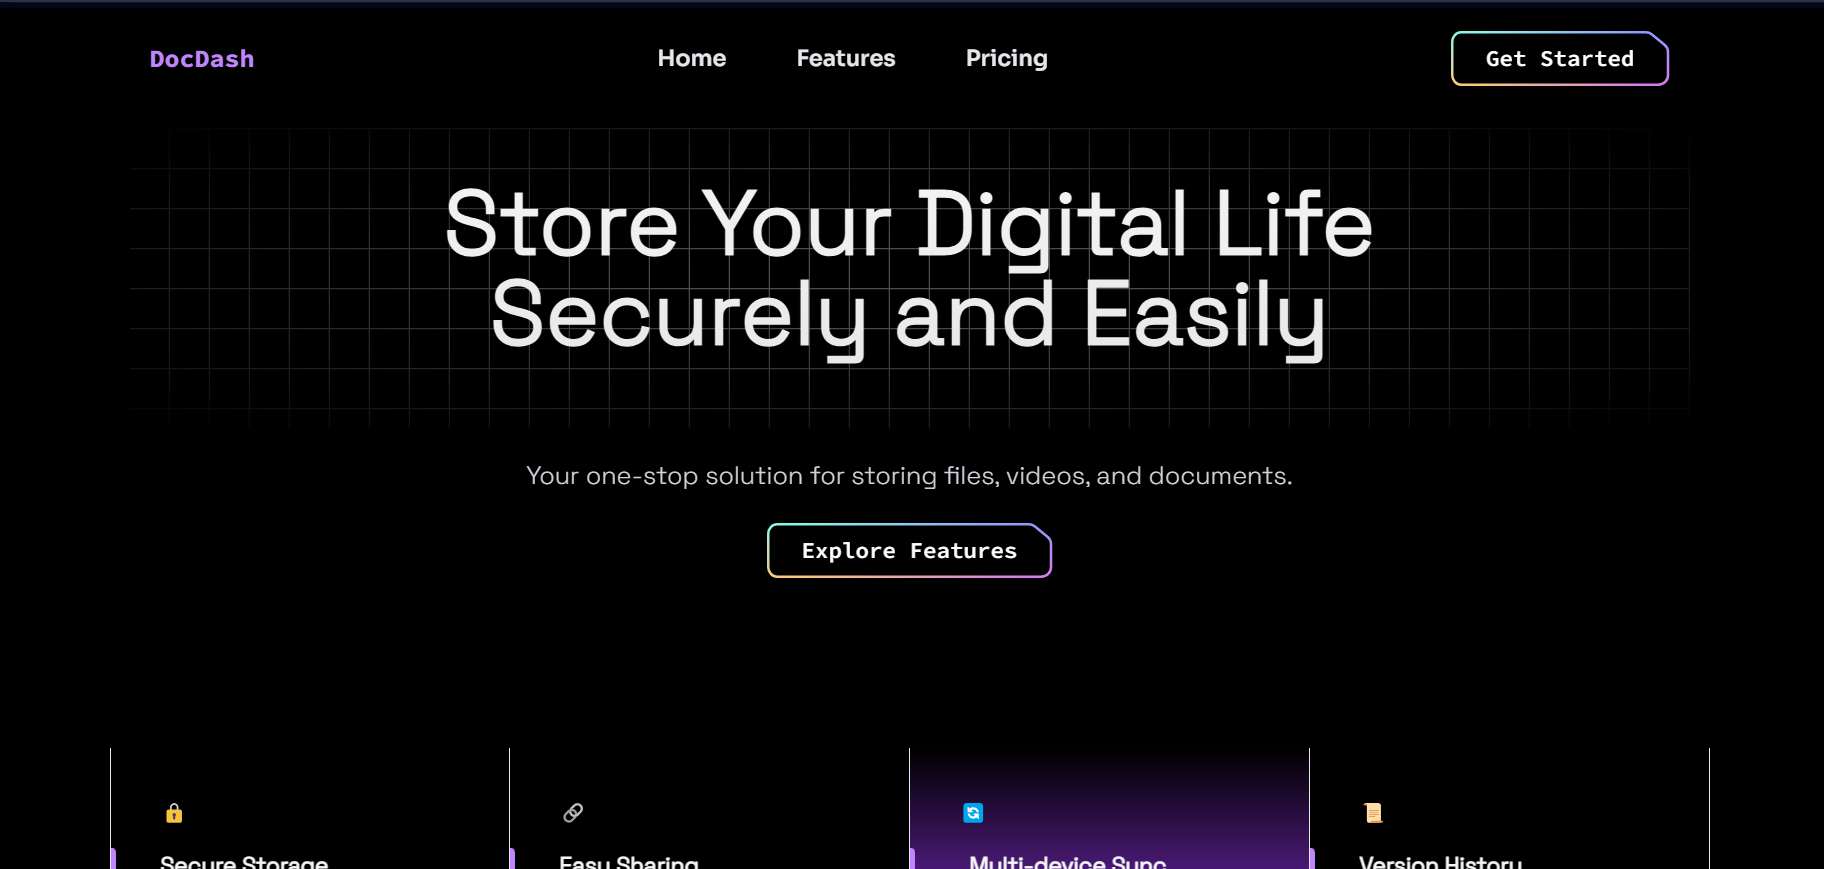 DocDash
Home
Features
Pricing
Get Started
Store Your Digital Life
Securely and Easily
Your one-stop solution for storing files, videos, and documents.
Explore Features
Secure Storage
Easy Sharing
Multi-device Sync
Version History